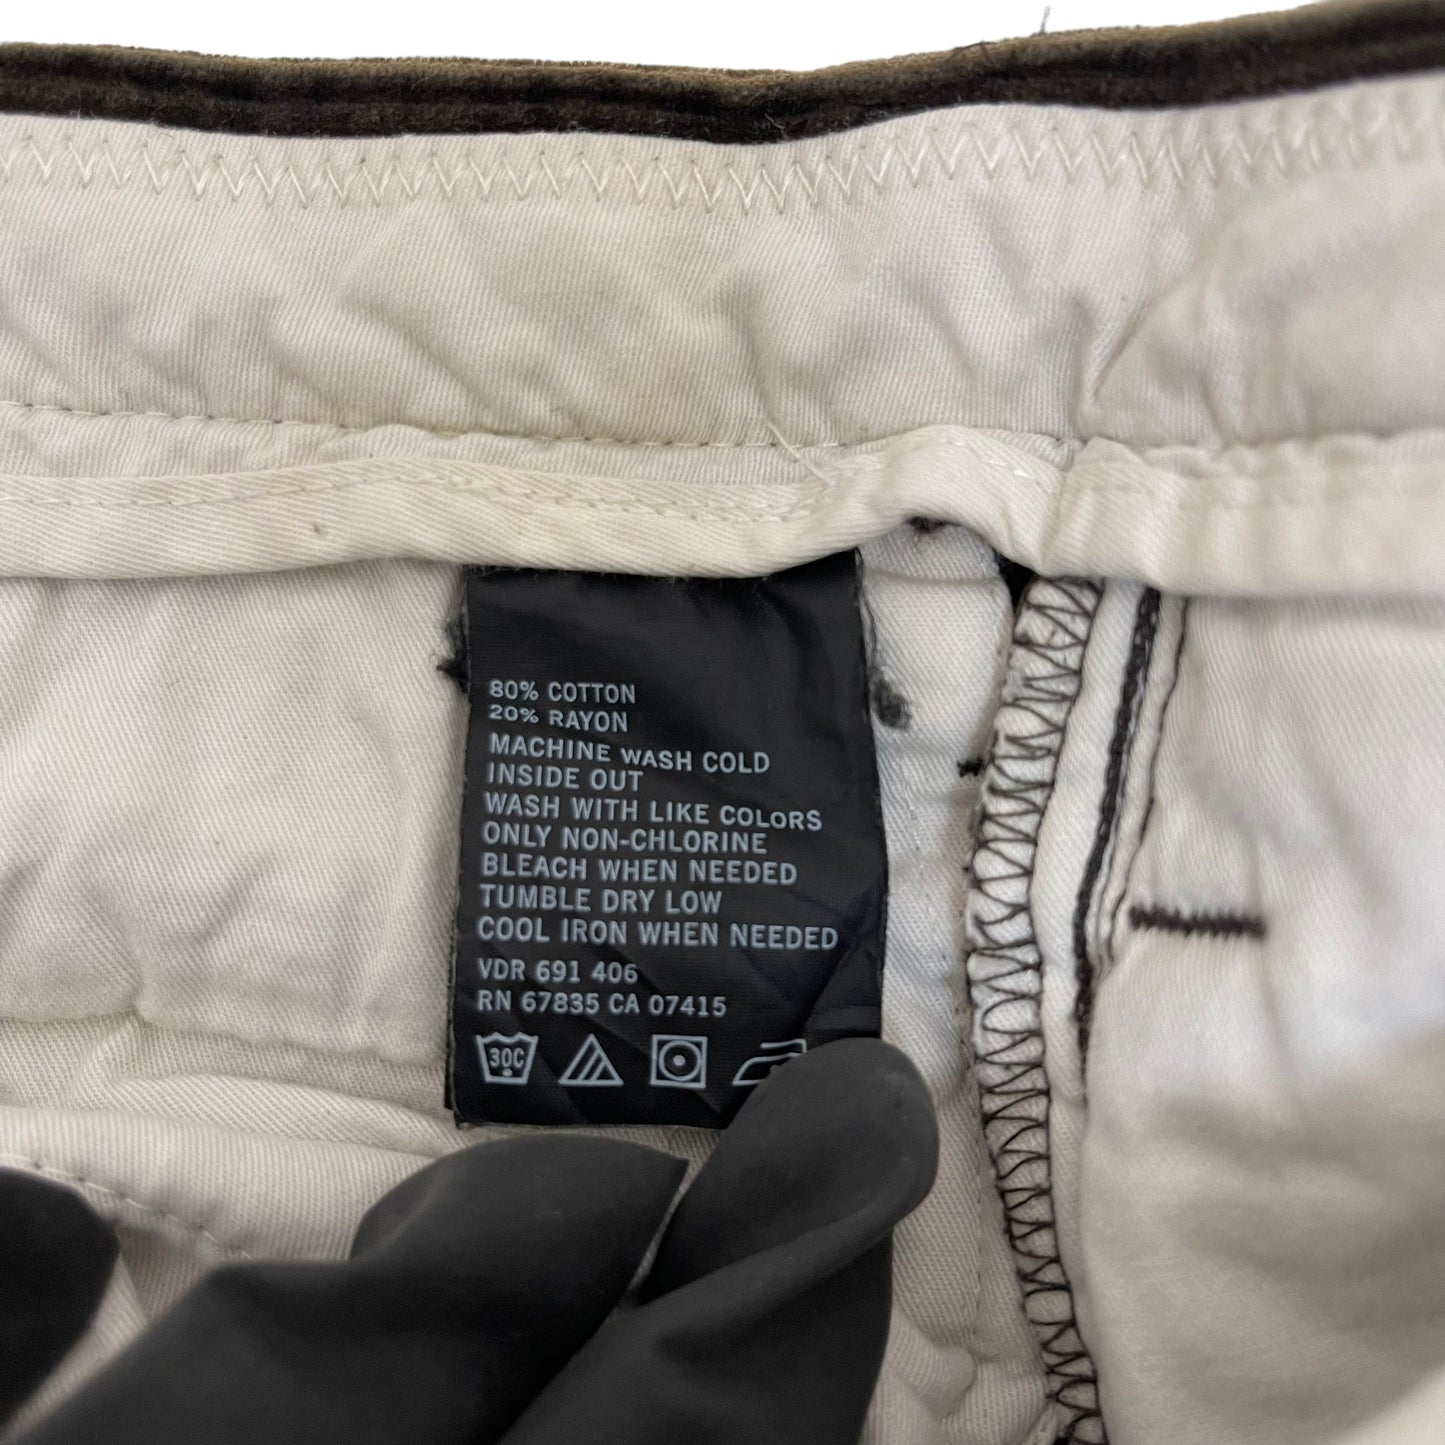 80% COTTON
20% RAYON
MACHINE WASH COLD
INSIDE OUT
WASH WITH LIKE COLORS
ONLY NON-CHLORINE
BLEACH WHEN NEEDED
TUMBLE DRY LOW
COOL IRON WHEN NEEDED
VDR 691 406
RN 67835 CA 07415
30C